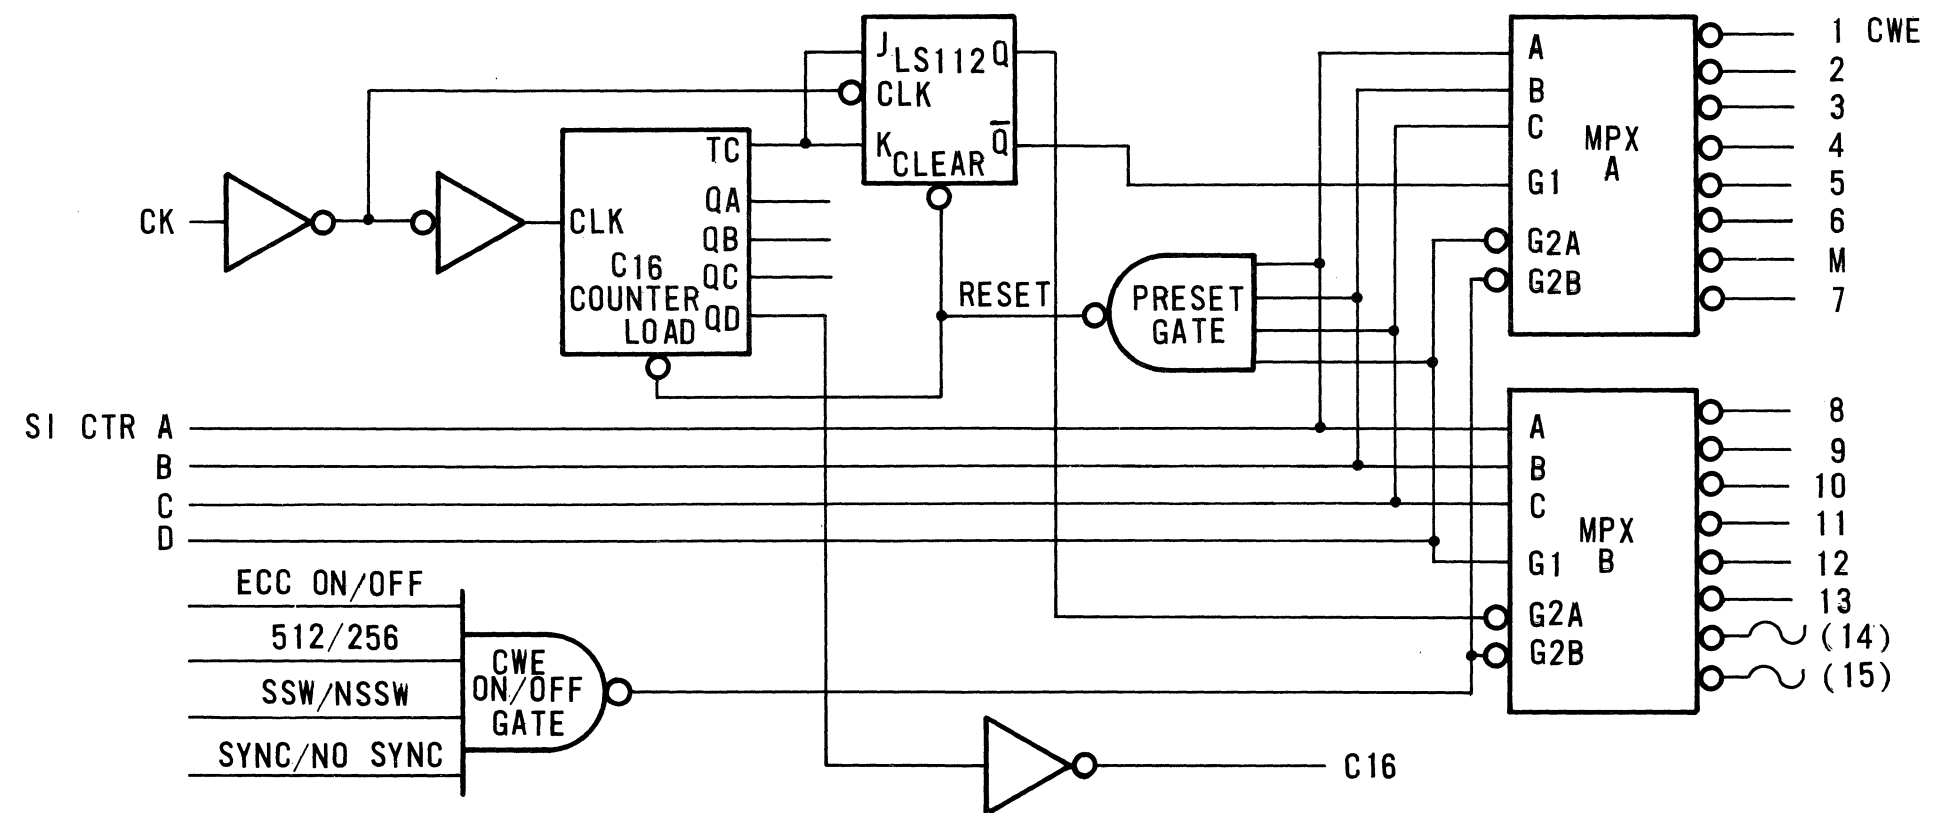 CK
CLK
C16
COUNTER
LOAD
TC
QA
QB
QC
QD
J
LS112
Q
CLK
K
CLEAR
Q̅
RESET
PRESET
GATE
A
B
C
G1
G2A
G2B
MPX
A
1 CWE
2
3
4
5
6
M
7
SI CTR A
B
C
D
A
B
C
G1
G2A
G2B
MPX
B
8
9
10
11
12
13
(14)
(15)
ECC ON/OFF
512/256
SSW/NSSW
SYNC/NO SYNC
CWE
ON/OFF
GATE
C16